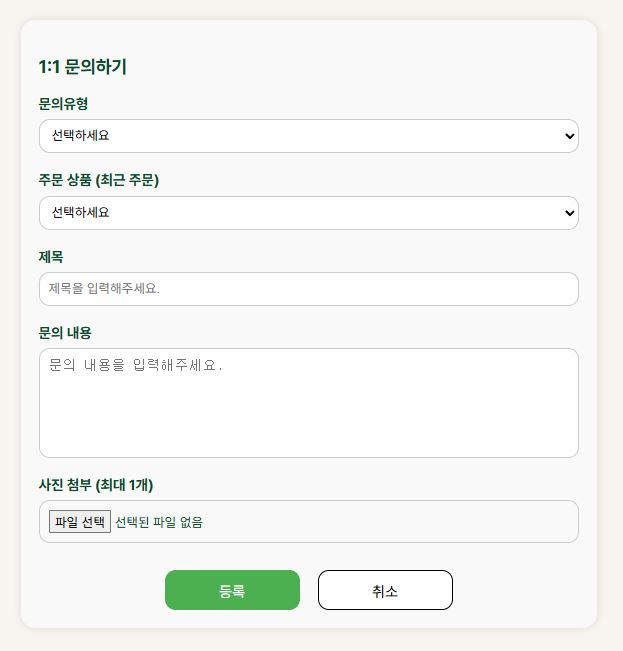 1:1 문의하기
문의유형
선택하세요
주문 상품 (최근 주문)
선택하세요
제목
제목을 입력해주세요.
문의 내용
문의 내용을 입력해주세요.
사진 첨부 (최대 1개)
파일 선택 선택된 파일 없음
등록 취소